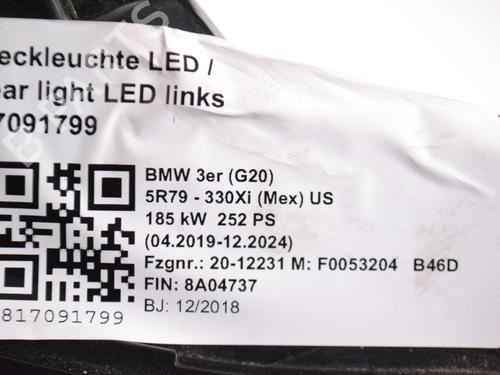 eckleuchte LED /
ear light LED links
7091799
BMW 3er (G20)
5R79 - 330Xi (Mex) US
185 kW 252 PS
(04.2019-12.2024)
Fzgnr.: 20-12231 M: F0053204 B46D
FIN: 8A04737
BJ: 12/2018
817091799